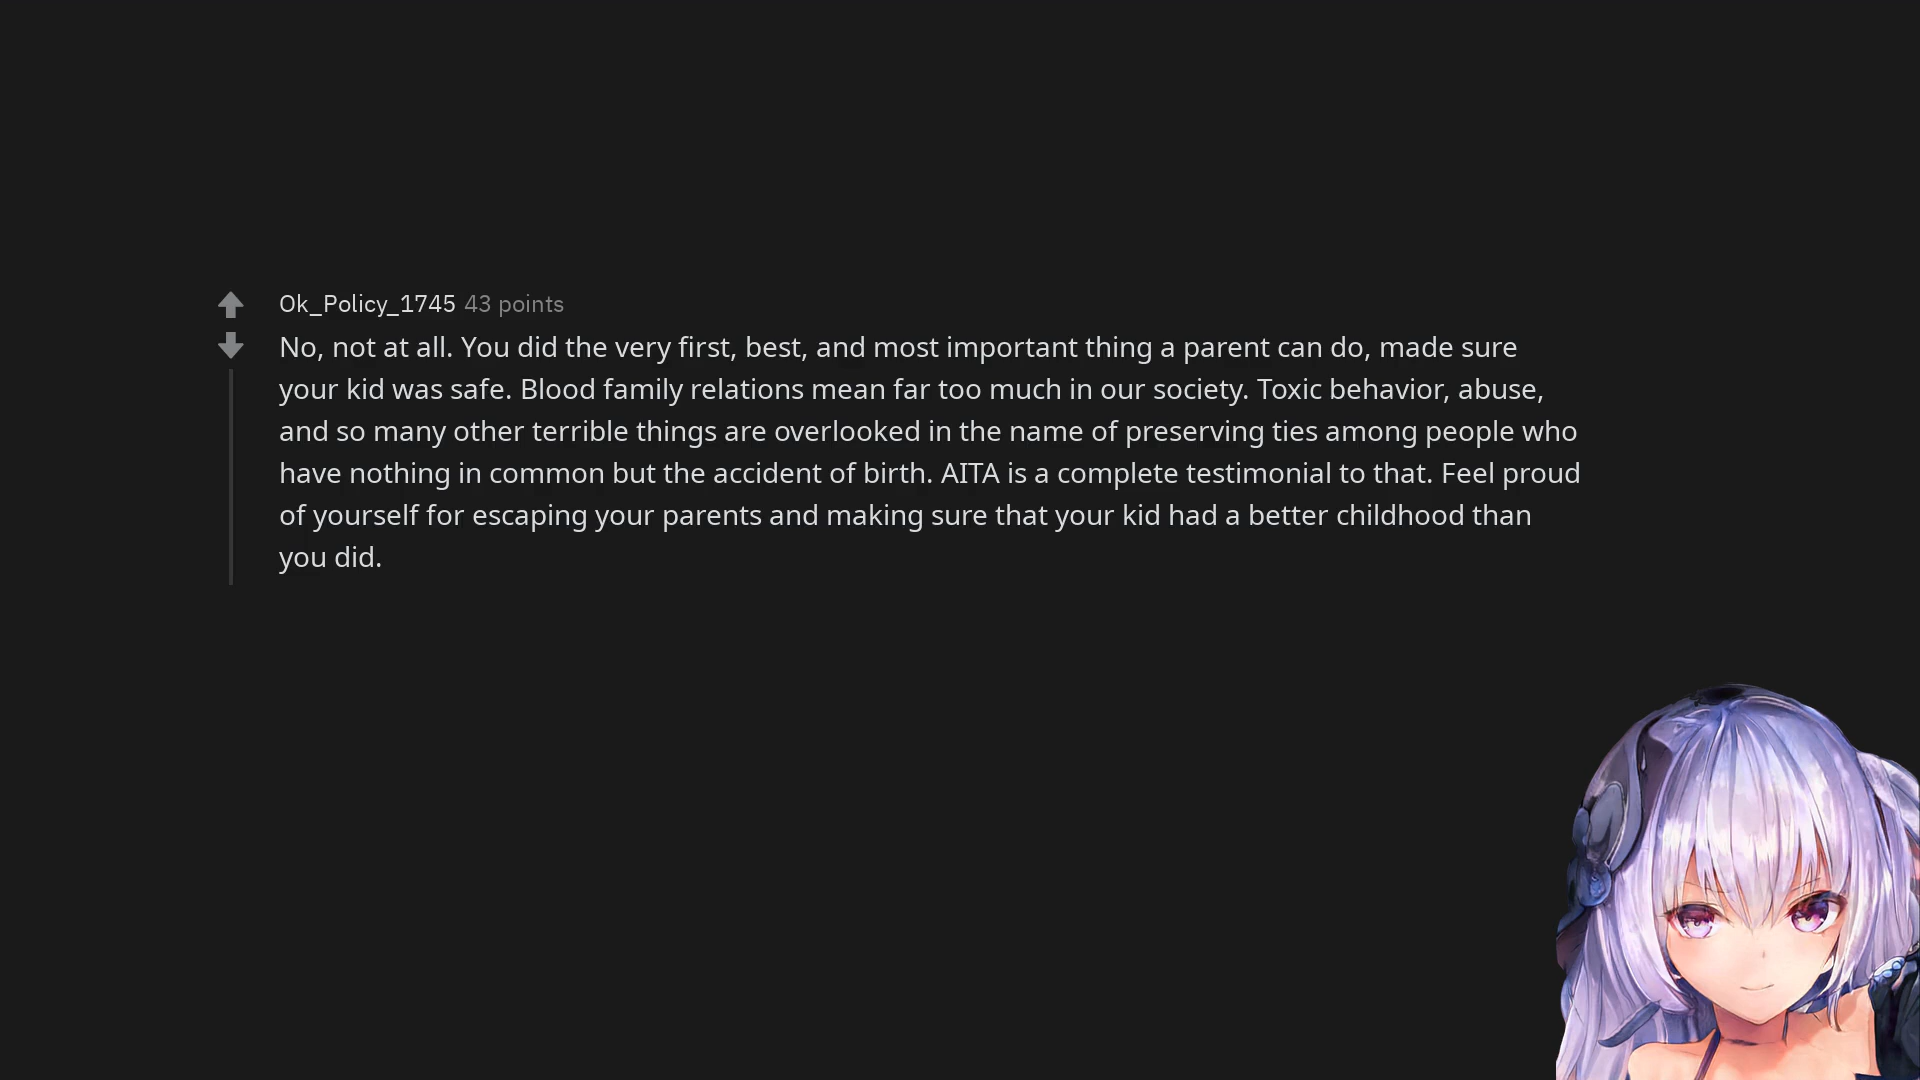 Ok_Policy_1745 43 points
No, not at all. You did the very first, best, and most important thing a parent can do, made sure
your kid was safe. Blood family relations mean far too much in our society. Toxic behavior, abuse,
and so many other terrible things are overlooked in the name of preserving ties among people who
have nothing in common but the accident of birth. AITA is a complete testimonial to that. Feel proud
of yourself for escaping your parents and making sure that your kid had a better childhood than
you did.